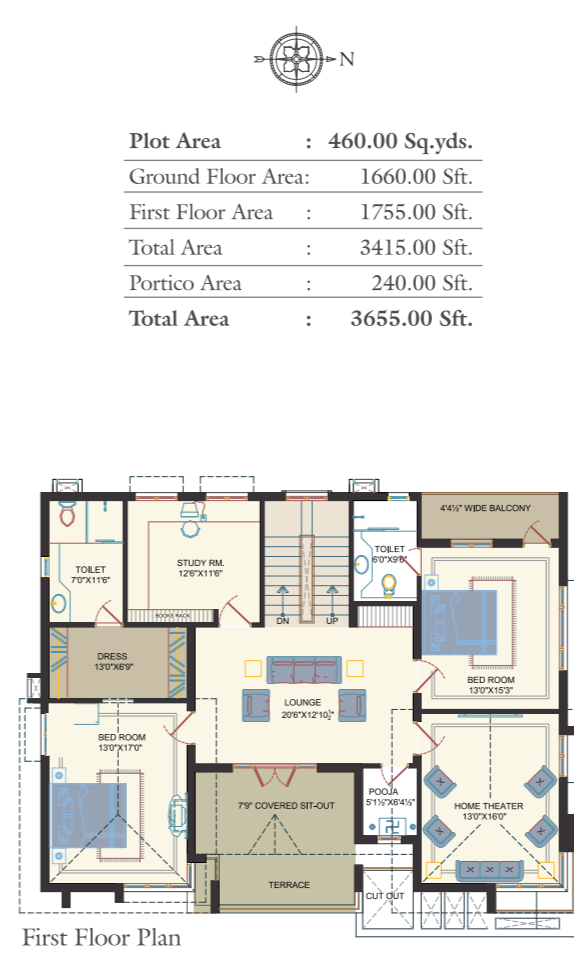 N
Plot Area : 460.00 Sq.yds.
Ground Floor Area: 1660.00 Sft.
First Floor Area : 1755.00 Sft.
Total Area : 3415.00 Sft.
Portico Area : 240.00 Sft.
Total Area : 3655.00 Sft.
4'4½" WIDE BALCONY
TOILET
7'0"X11'6"
STUDY RM.
12'6"X11'6"
BOOKS RACK
DN
UP
TOILET
6'0"X9'6"
DRESS
13'0"X6'9"
BED ROOM
13'0"X15'3"
LOUNGE
20'6"X12'10½"
BED ROOM
13'0"X17'0"
7'9" COVERED SIT-OUT
POOJA
5'1½"X6'4½"
HOME THEATER
13'0"X16'0"
TERRACE
CUT OUT
First Floor Plan